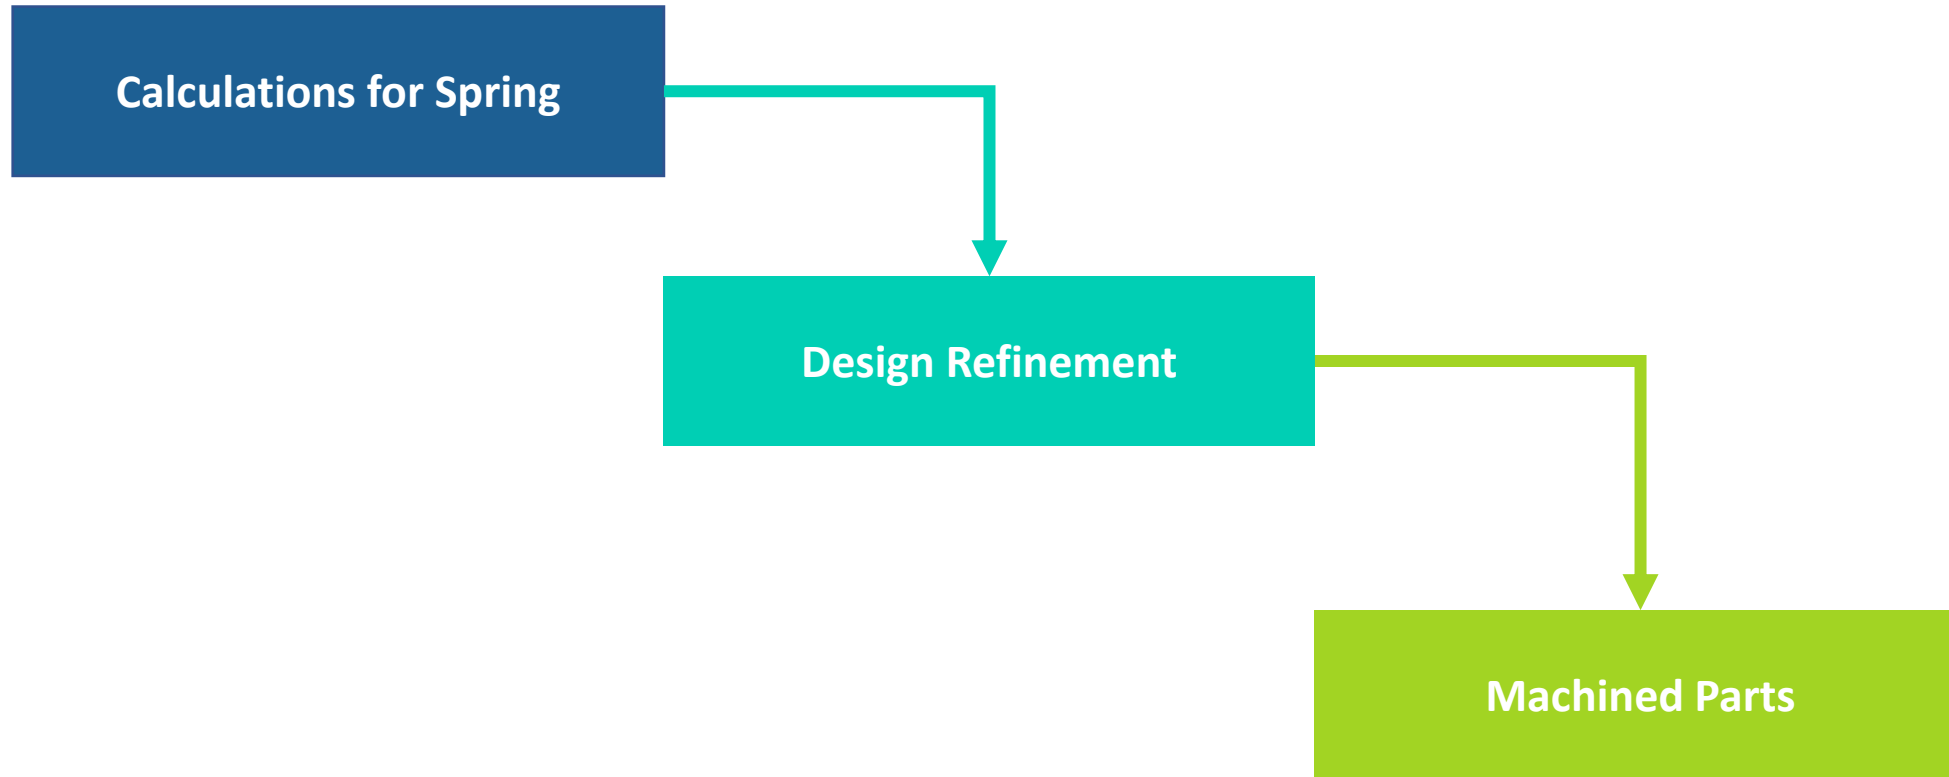 Calculations for Spring
Design Refinement
Machined Parts